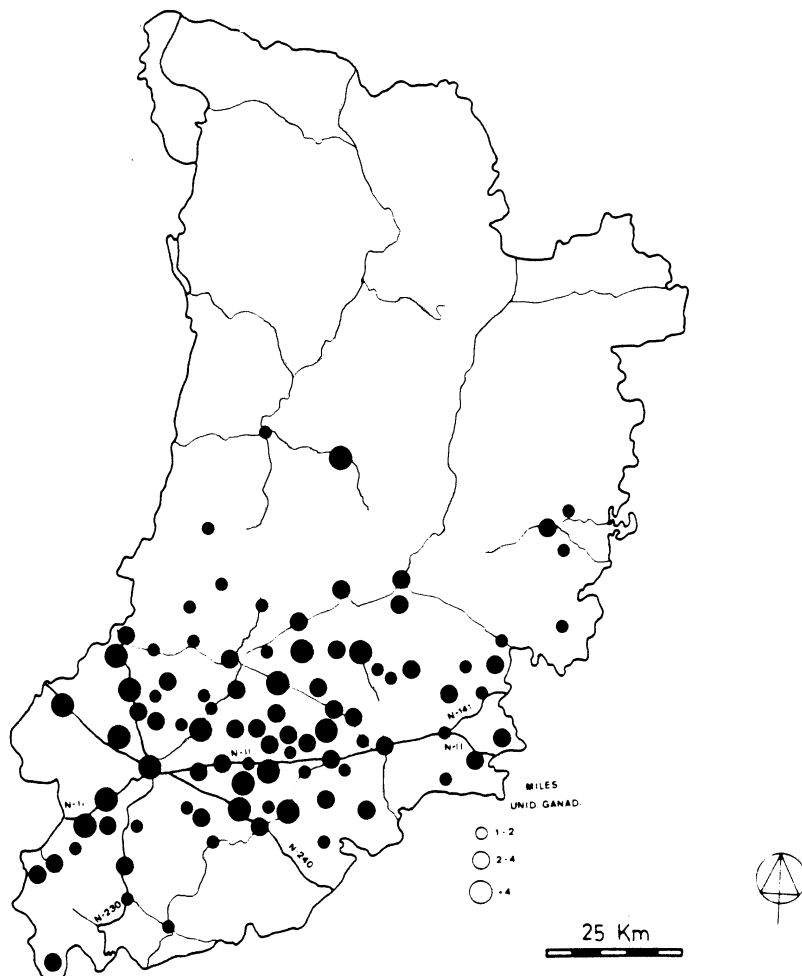 N-141
N-II
N-II
N-II
MILES
UNID GANAD.
1-2
2-4
N-240
N-230
25 Km